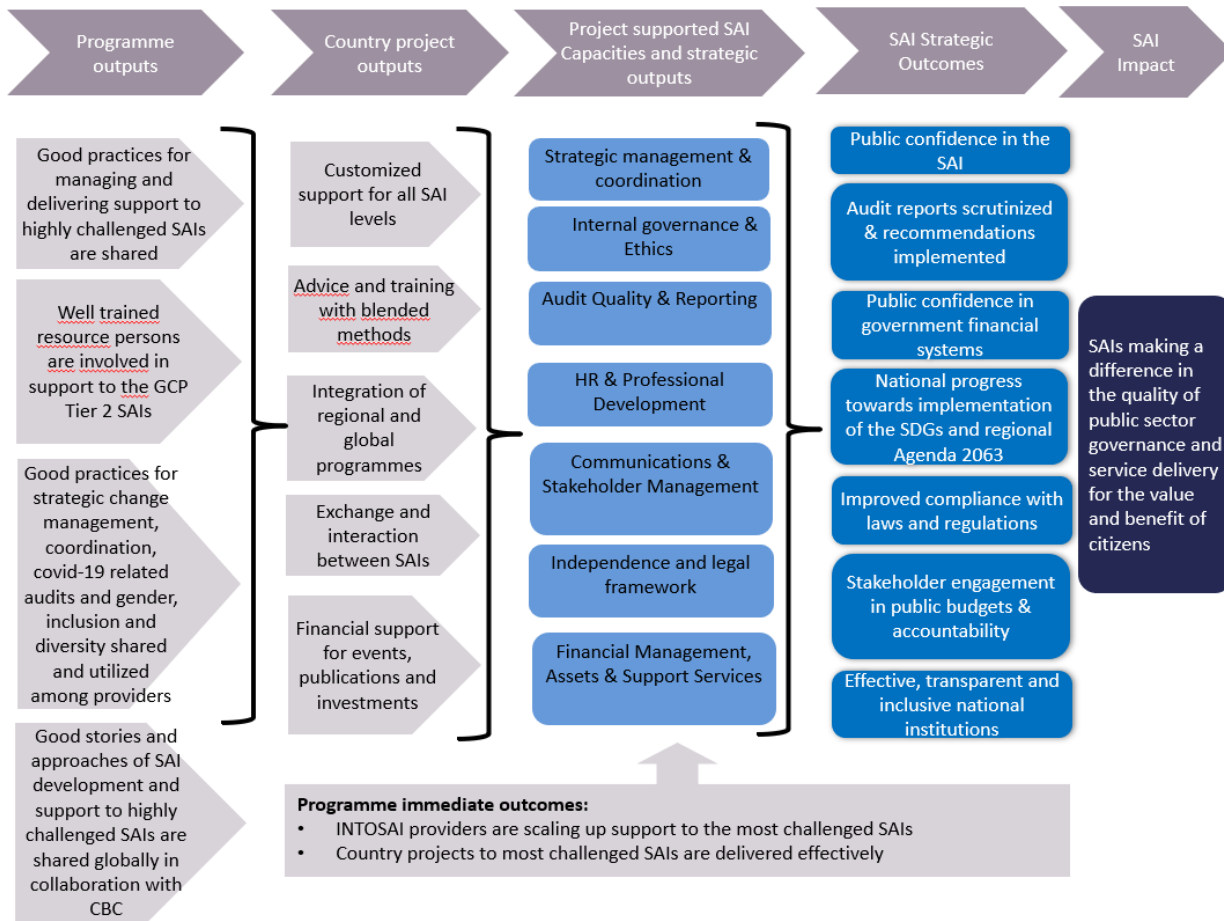 Programme
outputs
Country project
outputs
Project supported SAI
Capacities and strategic
outputs
SAI Strategic
Outcomes
SAI
Impact
Good practices for
managing and
delivering support to
highly challenged SAIs
are shared
Well trained
resource persons
are involved in
support to the GCP
Tier 2 SAIs
Good practices for
strategic change
management,
coordination,
covid-19 related
audits and gender,
inclusion and
diversity shared
and utilized
among providers
Good stories and
approaches of SAI
development and
support to highly
challenged SAIs are
shared globally in
collaboration with
CBC
Customized
support for all SAI
levels
Advice and training
with blended
methods
Integration of
regional and
global
programmes
Exchange and
interaction
between SAIs
Financial support
for events,
publications and
investments
Strategic management &
coordination
Internal governance &
Ethics
Audit Quality & Reporting
HR & Professional
Development
Communications &
Stakeholder Management
Independence and legal
framework
Financial Management,
Assets & Support Services
Public confidence in the
SAI
Audit reports scrutinized
& recommendations
implemented
Public confidence in
government financial
systems
National progress
towards implementation
of the SDGs and regional
Agenda 2063
Improved compliance with
laws and regulations
Stakeholder engagement
in public budgets &
accountability
Effective, transparent and
inclusive national
institutions
SAIs making a
difference in
the quality of
public sector
governance and
service delivery
for the value
and benefit of
citizens
Programme immediate outcomes:
• INTOSAI providers are scaling up support to the most challenged SAIs
• Country projects to most challenged SAIs are delivered effectively